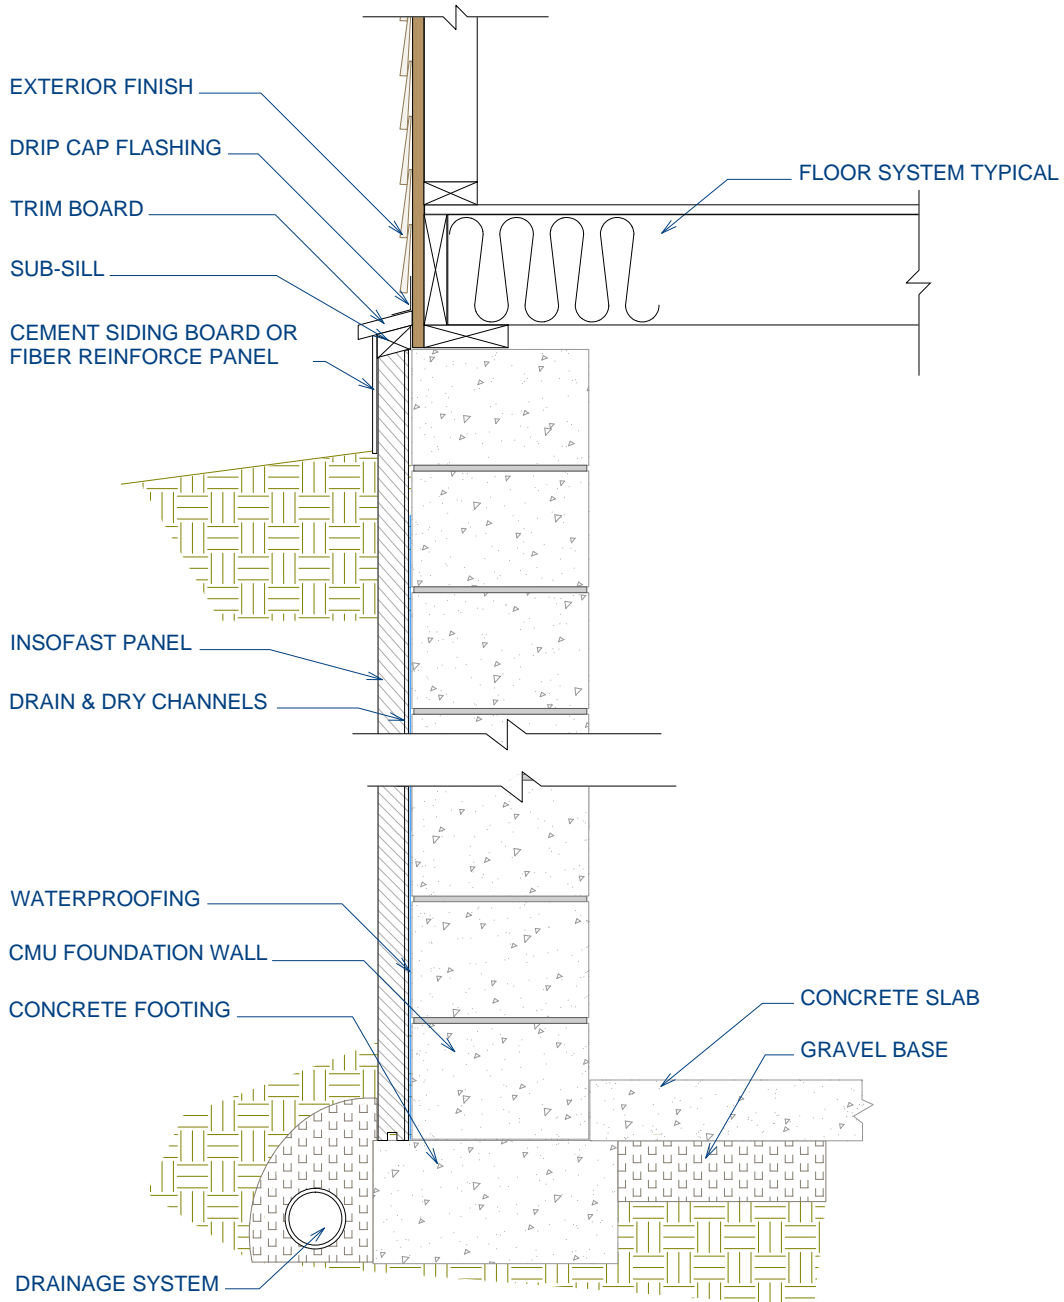 EXTERIOR FINISH
DRIP CAP FLASHING
TRIM BOARD
SUB-SILL
CEMENT SIDING BOARD OR
FIBER REINFORCE PANEL
FLOOR SYSTEM TYPICAL
INSOFAST PANEL
DRAIN & DRY CHANNELS
WATERPROOFING
CMU FOUNDATION WALL
CONCRETE FOOTING
CONCRETE SLAB
GRAVEL BASE
DRAINAGE SYSTEM